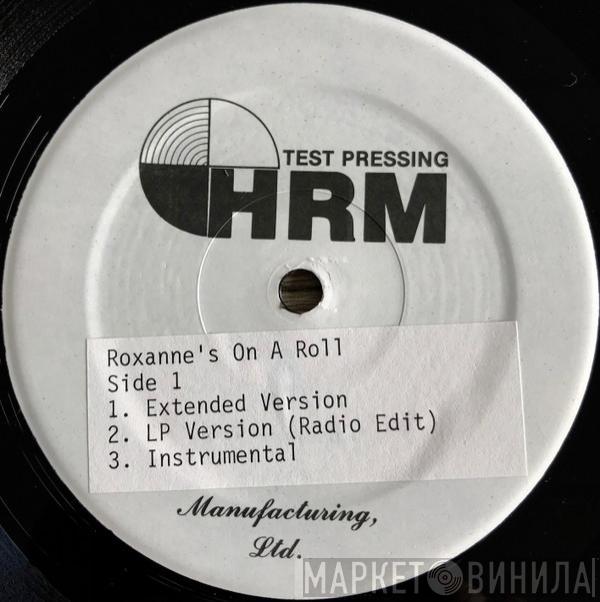 TEST PRESSING
HRM
Roxanne's On A Roll
Side 1
1. Extended Version
2. LP Version (Radio Edit)
3. Instrumental
Manufacturing,
Ltd.
МАРКЕТ ВИНИЛА